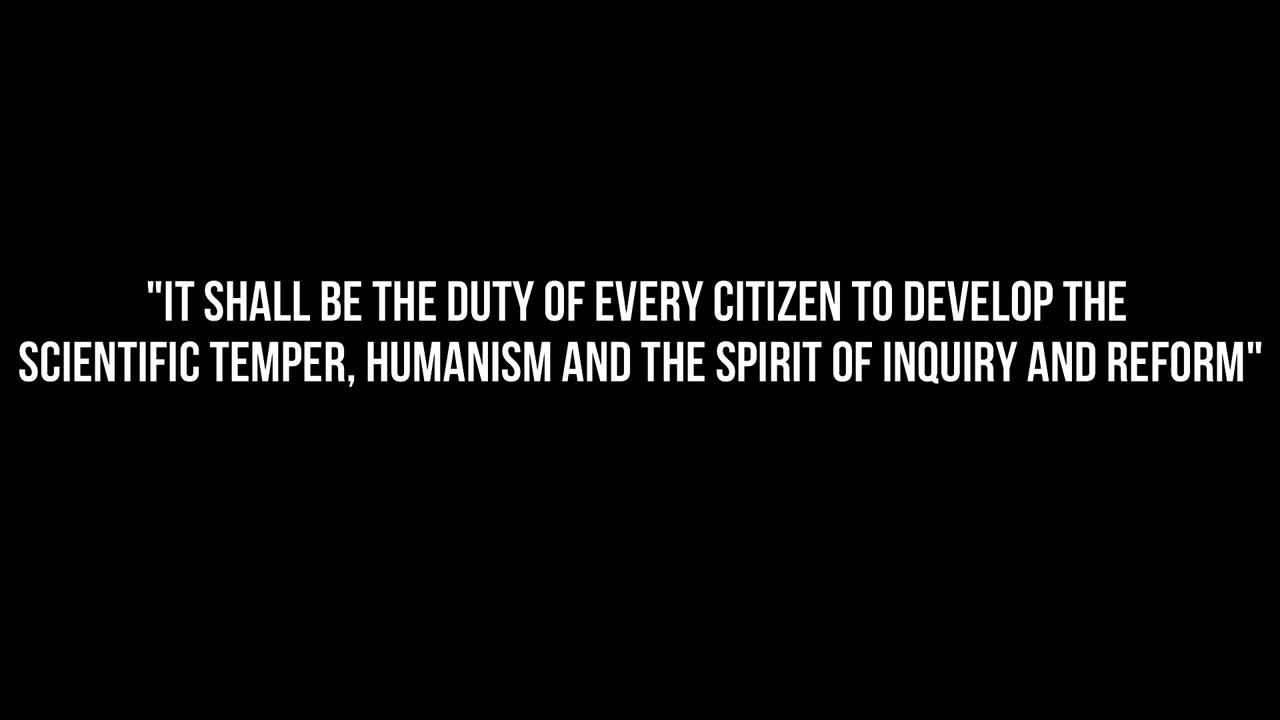 "IT SHALL BE THE DUTY OF EVERY CITIZEN TO DEVELOP THE
SCIENTIFIC TEMPER, HUMANISM AND THE SPIRIT OF INQUIRY AND REFORM"